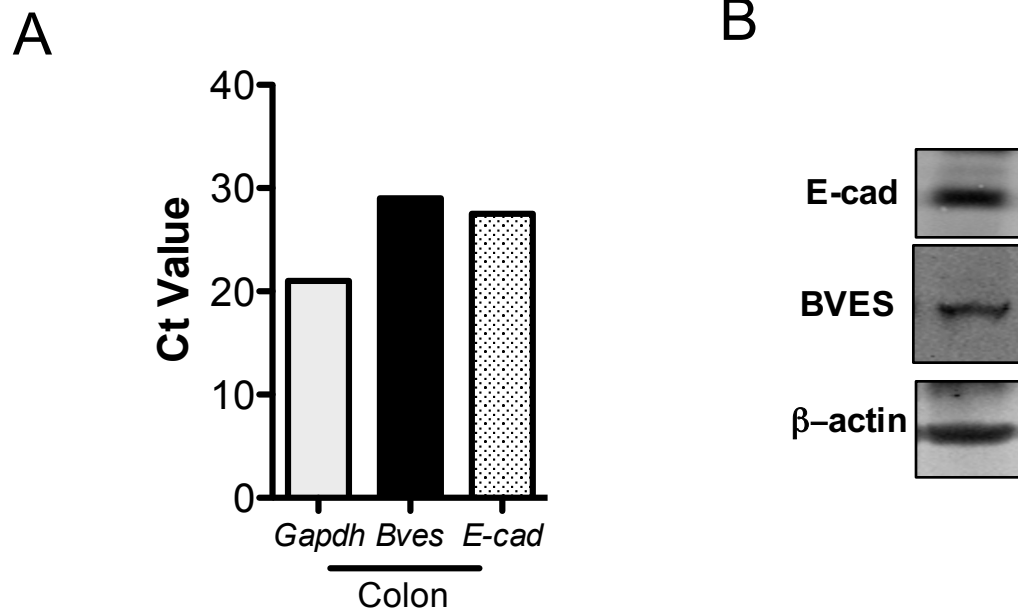 A
40
30
20
10
0
Ct Value
Gapdh Bves E-cad
Colon
B
E-cad
BVES
β–actin